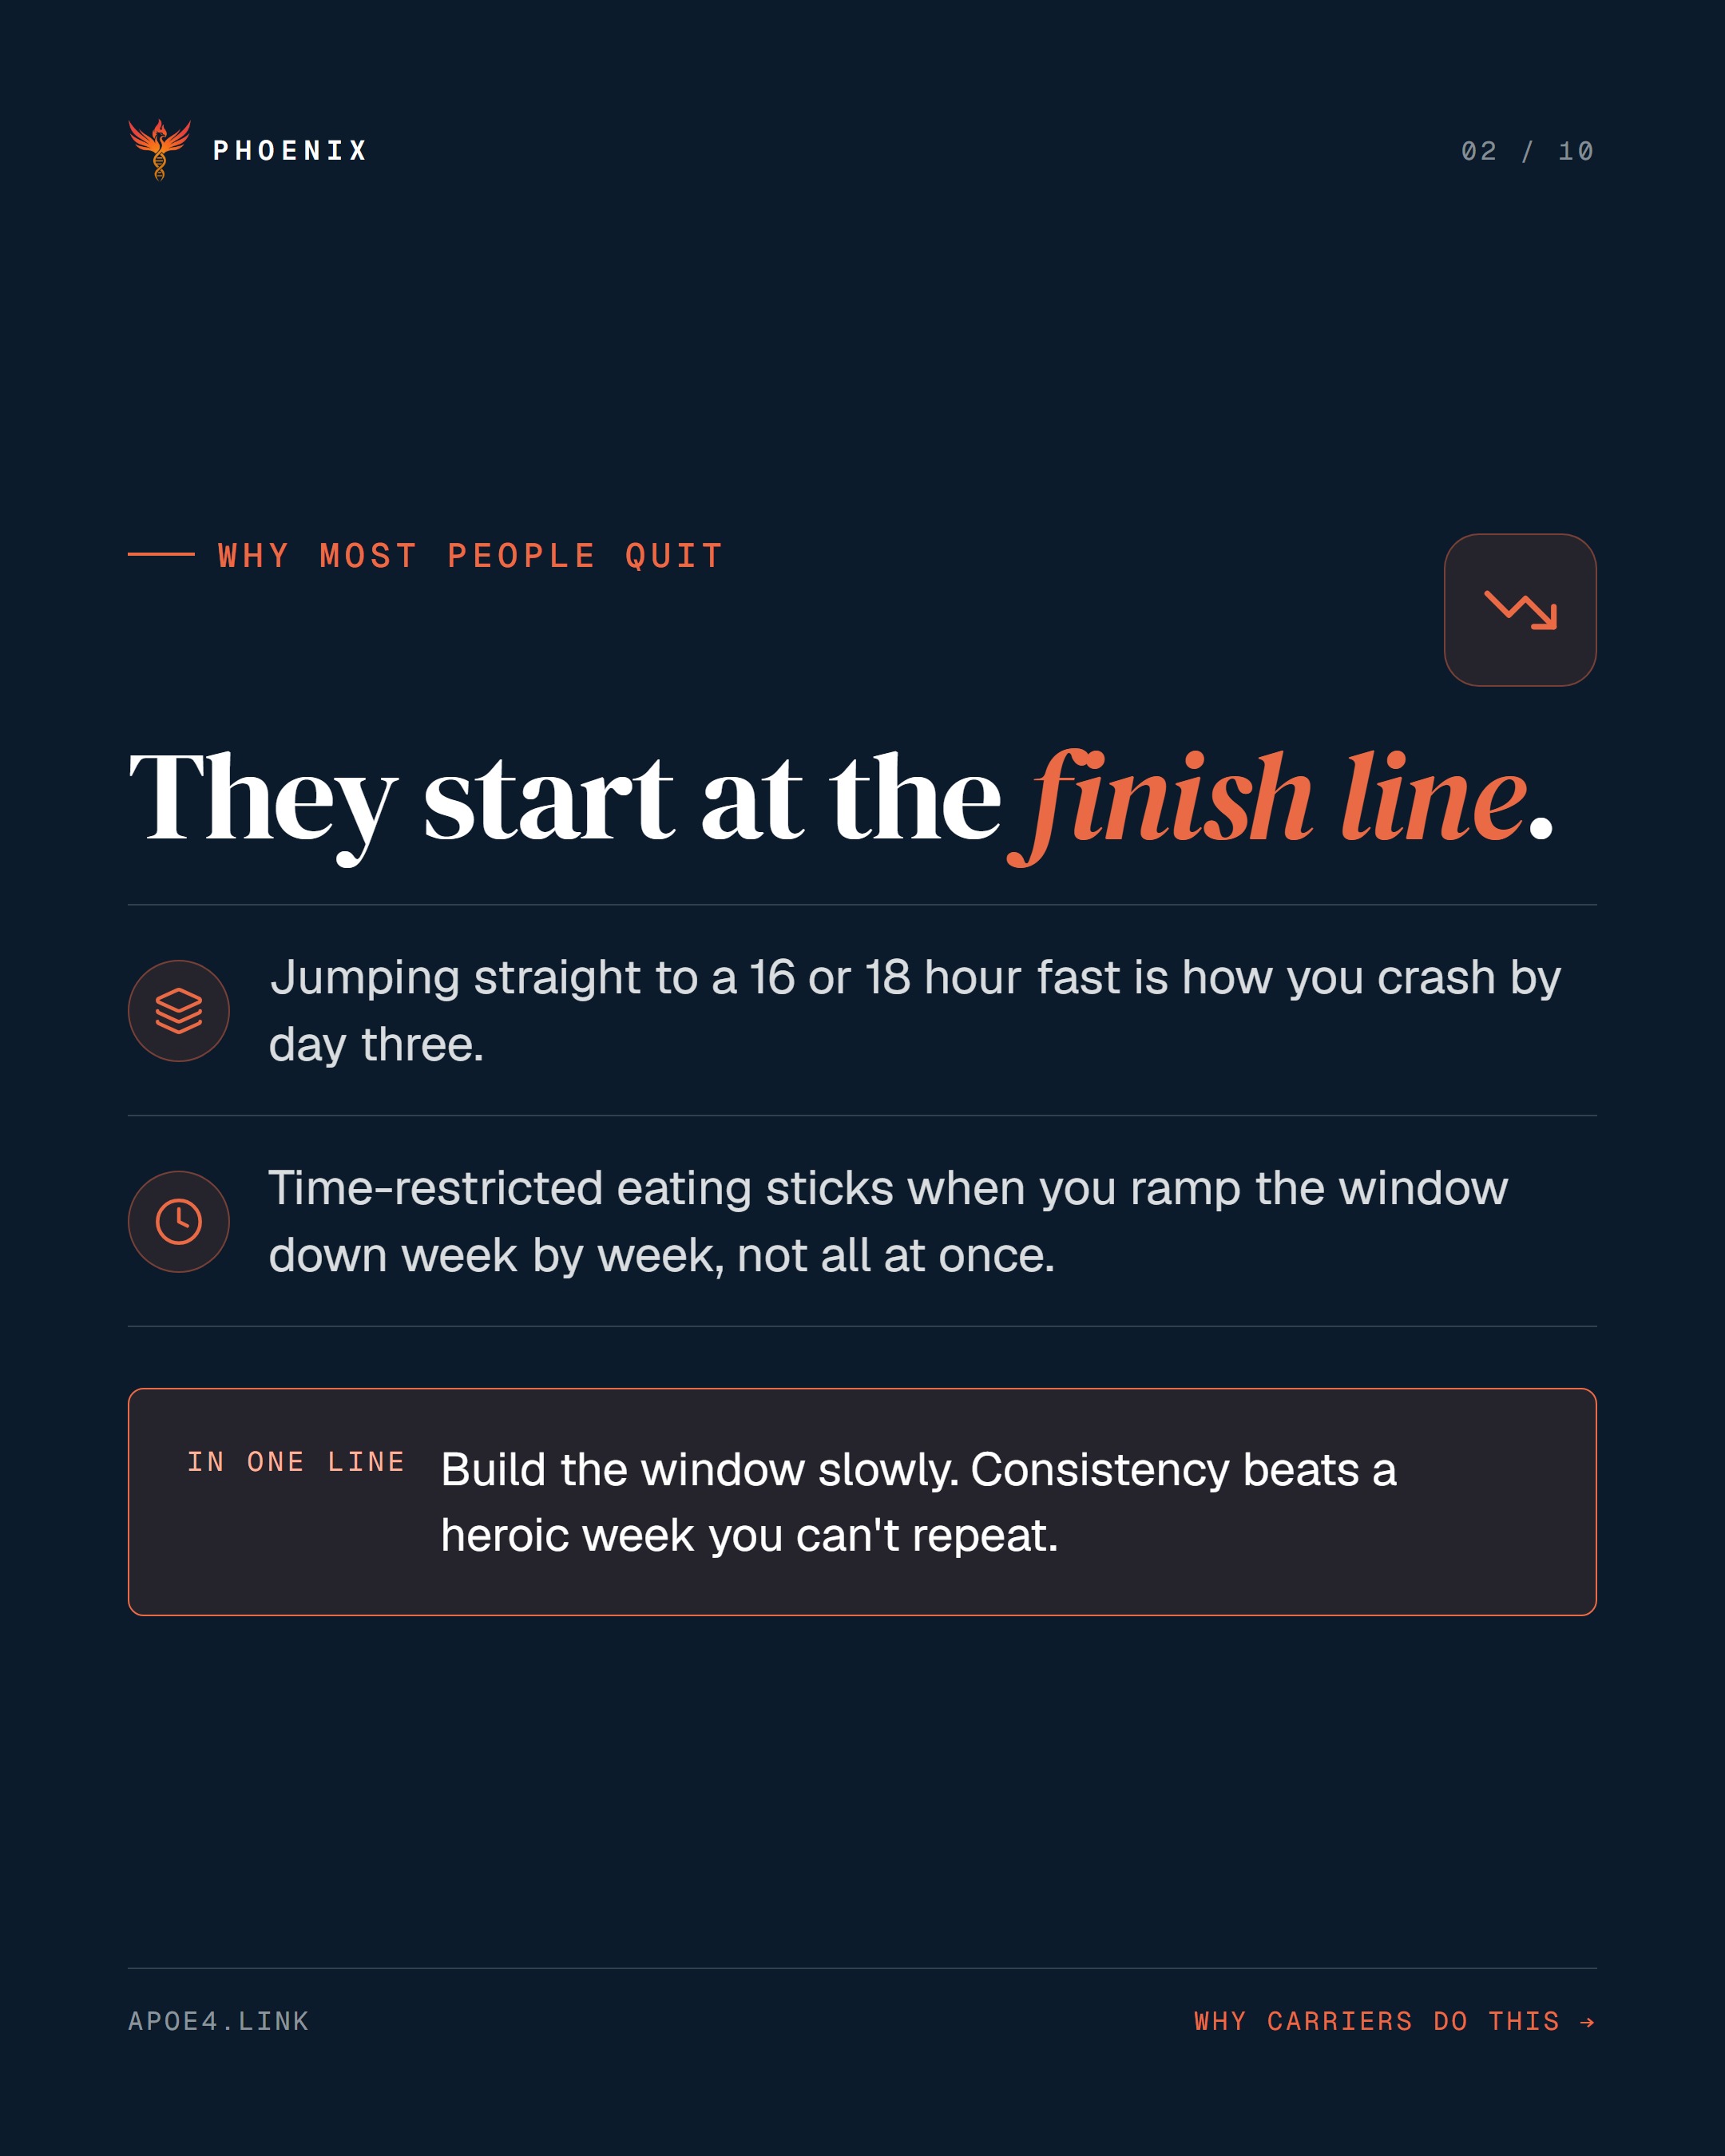 PHOENIX
02 / 10
WHY MOST PEOPLE QUIT
They start at the finish line.
Jumping straight to a 16 or 18 hour fast is how you crash by
day three.
Time-restricted eating sticks when you ramp the window
down week by week, not all at once.
IN ONE LINE
Build the window slowly. Consistency beats a
heroic week you can't repeat.
APOE4.LINK
WHY CARRIERS DO THIS →